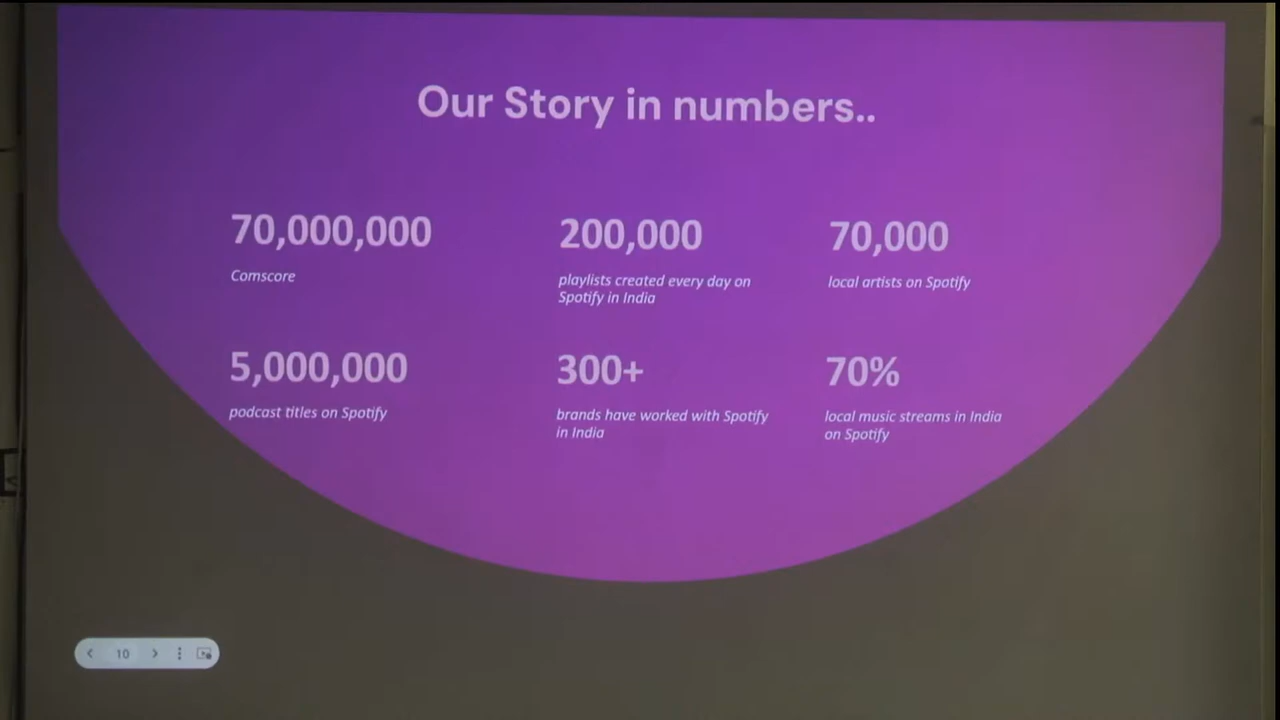 Our Story in numbers..
70,000,000
Comscore
200,000
playlists created every day on
Spotify in India
70,000
local artists on Spotify
5,000,000
podcast titles on Spotify
300+
brands have worked with Spotify
in India
70%
local music streams in India
on Spotify
10